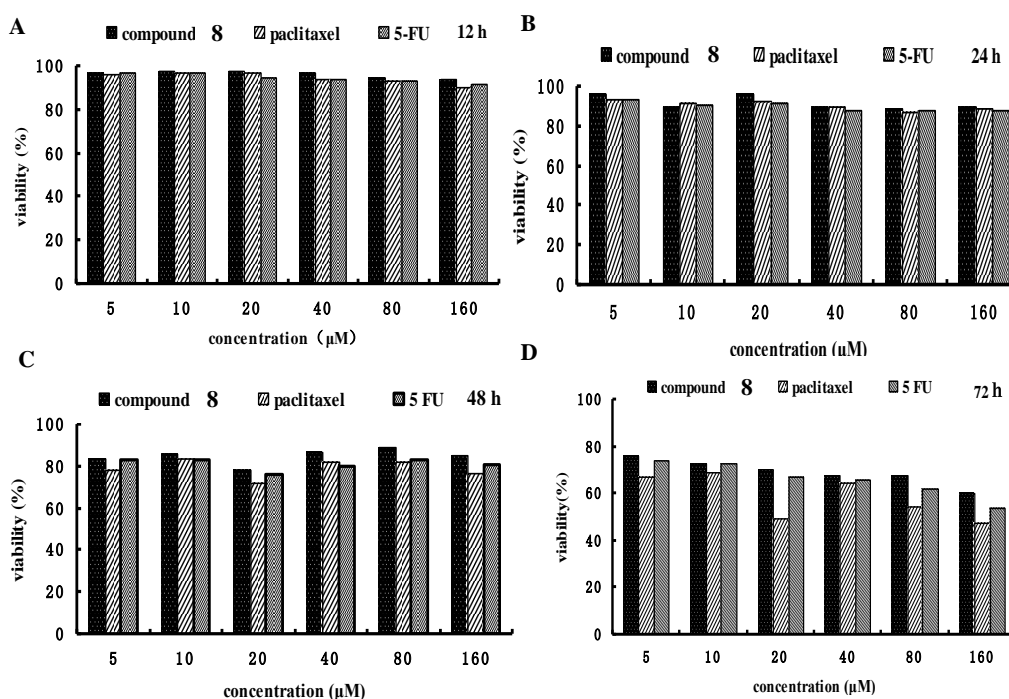 A
compound 8 paclitaxel 5-FU 12 h
100
80
60
40
20
0
viability (%)
5 10 20 40 80 160
concentration (μM)
B
compound 8 paclitaxel 5-FU 24 h
100
80
60
40
20
0
viability (%)
5 10 20 40 80 160
concentration (μM)
C
compound 8 paclitaxel 5 FU 48 h
100
80
60
40
20
0
viability (%)
5 10 20 40 80 160
concentration (μM)
D
compound 8 paclitaxel 5 FU 72 h
100
80
60
40
20
0
viability (%)
5 10 20 40 80 160
concentration (μM)